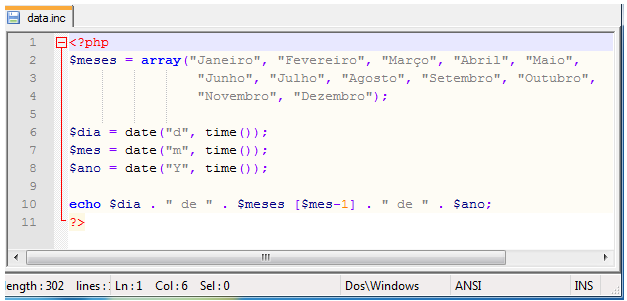 data.inc
1 <?php
2 $meses = array("Janeiro", "Fevereiro", "Março", "Abril", "Maio",
3 "Junho", "Julho", "Agosto", "Setembro", "Outubro",
4 "Novembro", "Dezembro");
5
6 $dia = date("d", time());
7 $mes = date("m", time());
8 $ano = date("Y", time());
9
10 echo $dia . " de " . $meses [$mes-1] . " de " . $ano;
11 ?>
ength : 302 lines : Ln : 1 Col : 6 Sel : 0 Dos\Windows ANSI INS